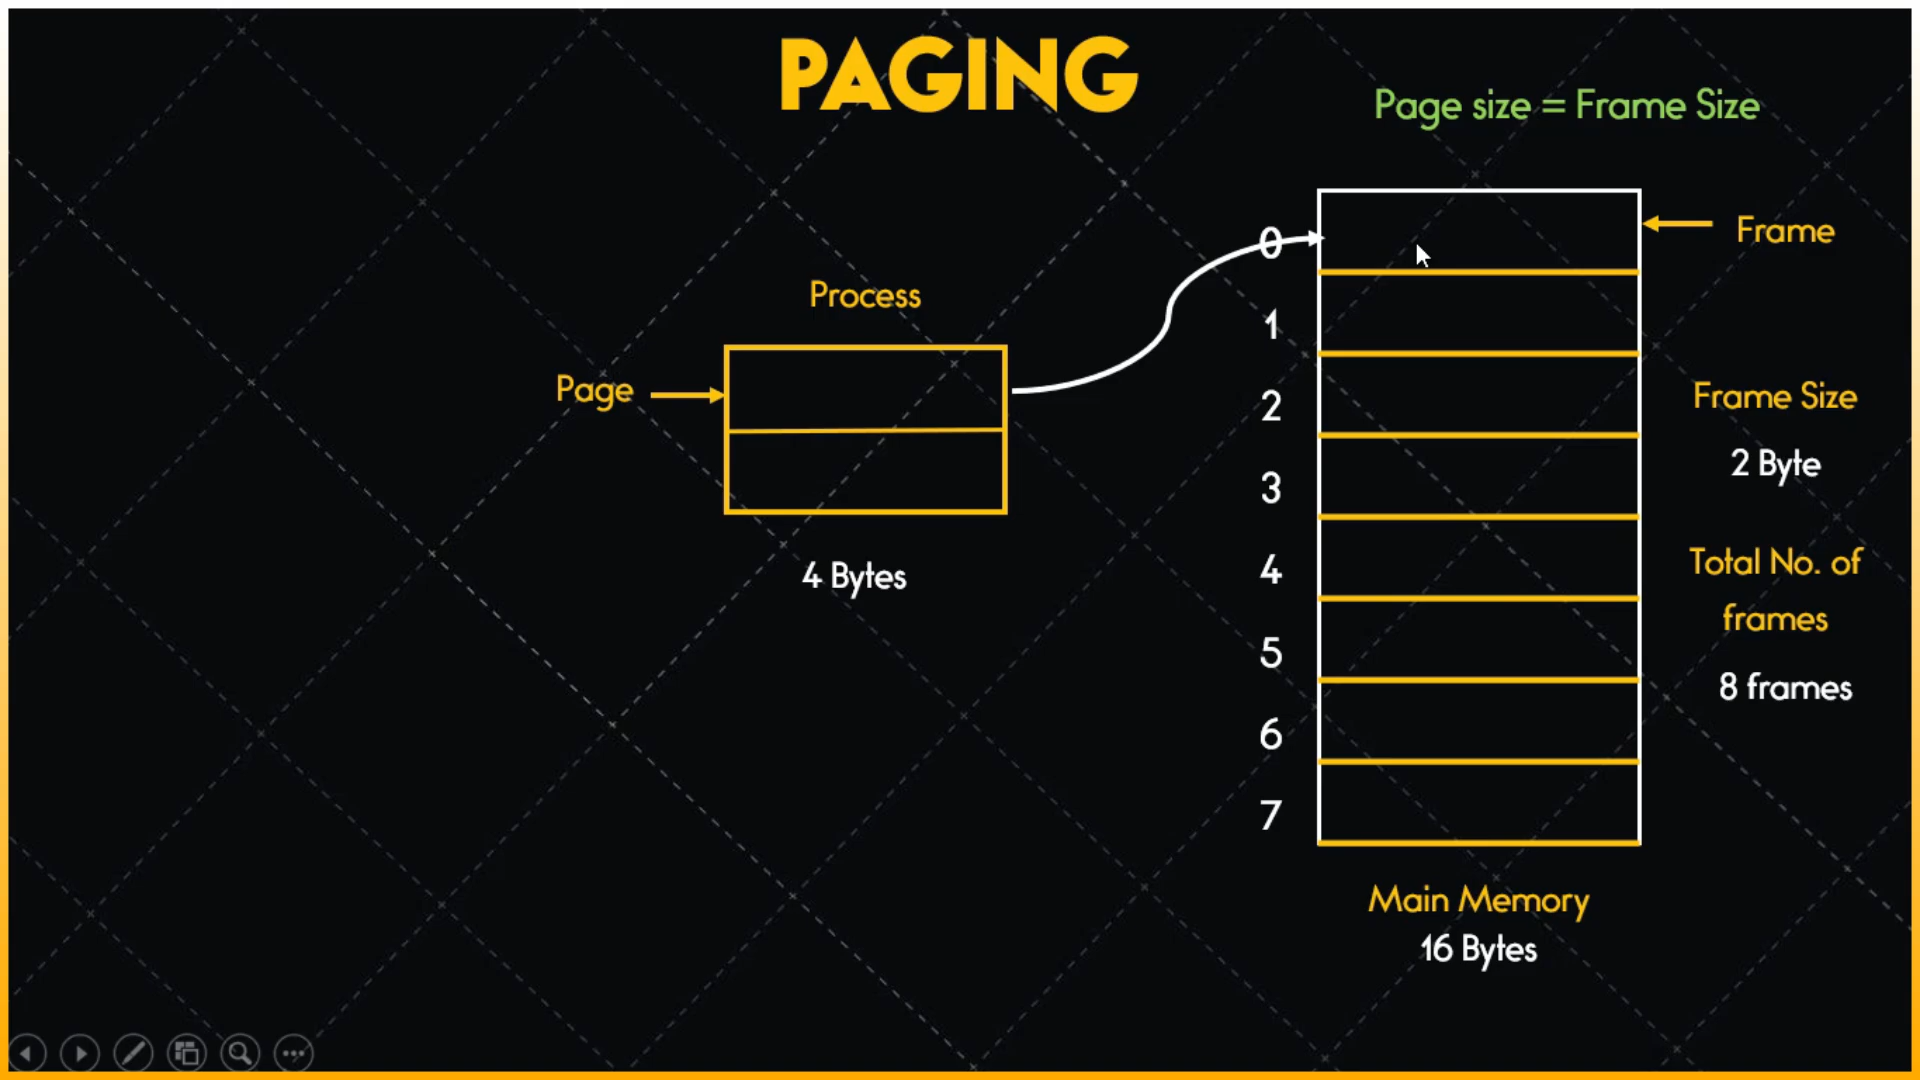 PAGING
Page size = Frame Size
Frame
0
Process
1
Page
2
Frame Size
2 Byte
3
4 Bytes
4
Total No. of
frames
5
8 frames
6
7
Main Memory
16 Bytes